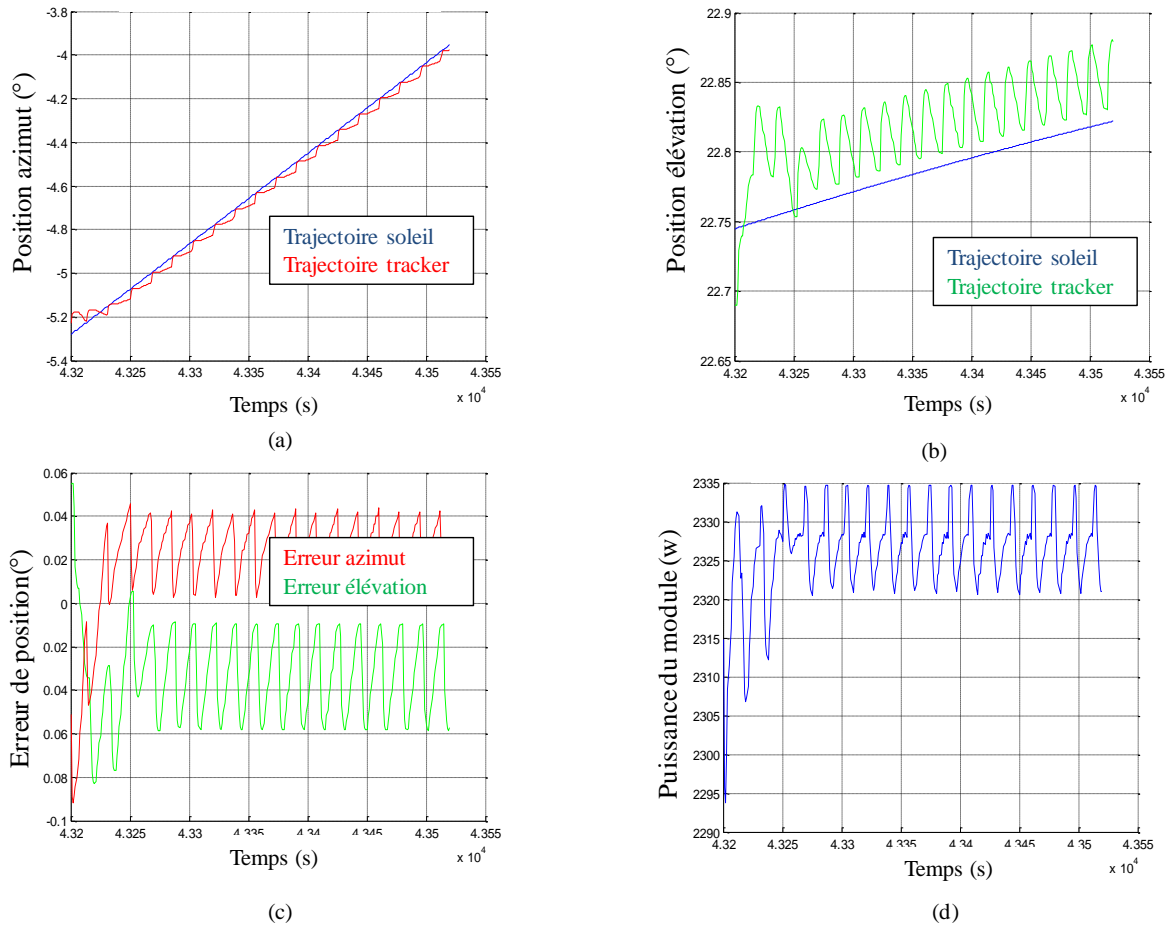 -3.8
-4
-4.2
-4.4
-4.6
-4.8
-5
-5.2
-5.4
Position azimut (°)
Trajectoire soleil
Trajectoire tracker
4.32 4.325 4.33 4.335 4.34 4.345 4.35 4.355
Temps (s)
x 10^4
(a)
22.9
22.85
22.8
22.75
22.7
22.65
Position élévation (°)
Trajectoire soleil
Trajectoire tracker
4.32 4.325 4.33 4.335 4.34 4.345 4.35 4.355
Temps (s)
x 10^4
(b)
0.06
0.04
0.02
0
0.02
0.04
0.06
0.08
-0.1
Erreur de position(°)
Erreur azimut
Erreur élévation
4.32 4.325 4.33 4.335 4.34 4.345 4.35 4.355
Temps (s)
x 10^4
(c)
2335
2330
2325
2320
2315
2310
2305
2300
2295
2290
Puissance du module (w)
4.32 4.325 4.33 4.335 4.34 4.345 4.35 4.355
Temps (s)
x 10^4
(d)